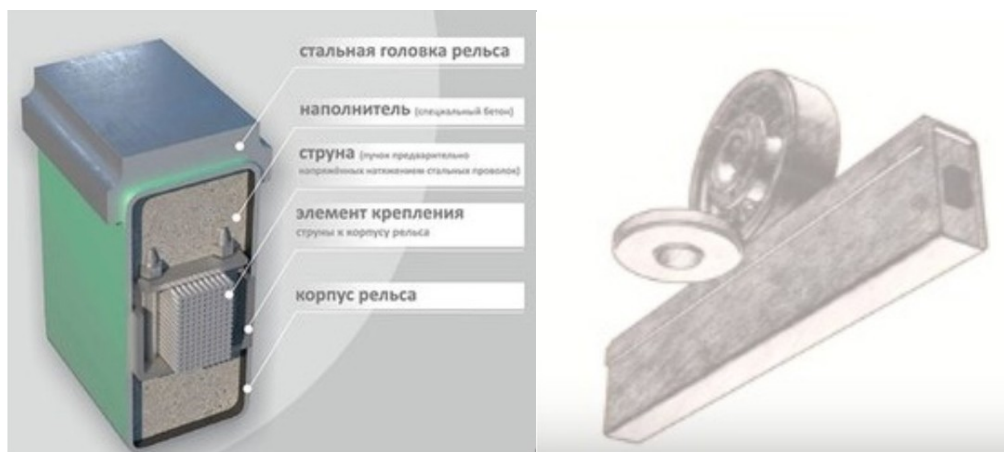 стальная головка рельса
наполнитель (специальный бетон)
струна (пучок предварительно
напряжённых натяжением стальных проволок)
элемент крепления
струны к корпусу рельса
корпус рельса